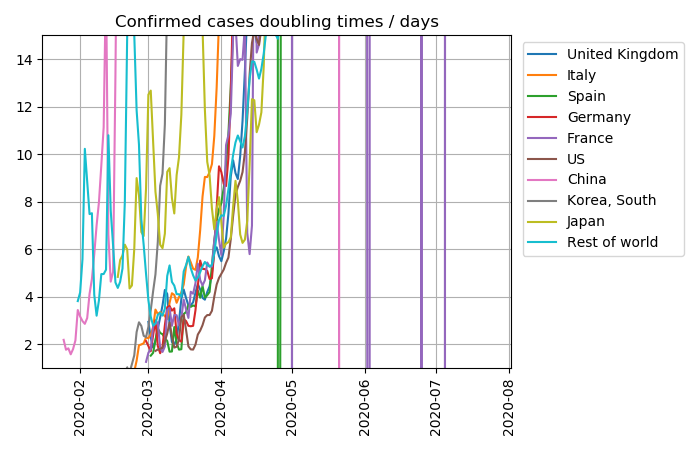 Confirmed cases doubling times / days
14
12
10
8
6
4
2
2020-02
2020-03
2020-04
2020-05
2020-06
2020-07
2020-08
United Kingdom
Italy
Spain
Germany
France
US
China
Korea, South
Japan
Rest of world